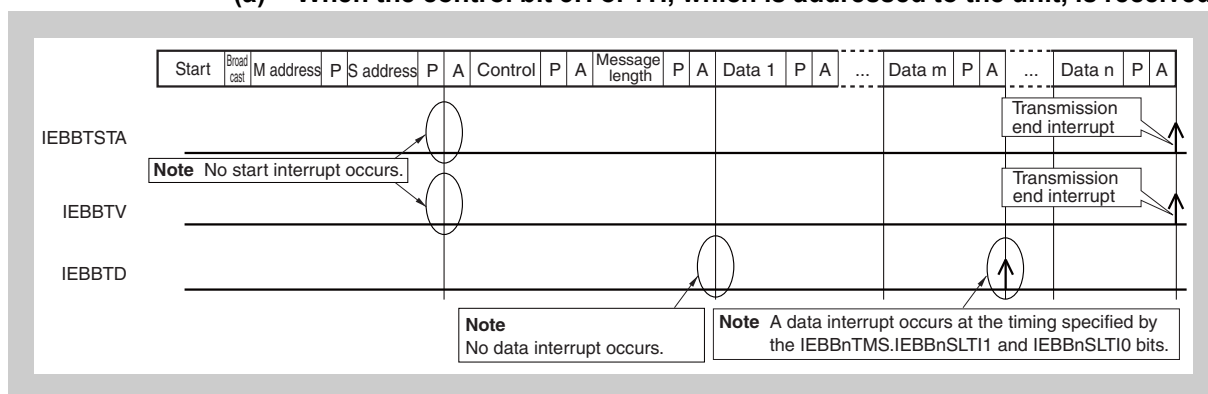 (a) When the control bit 3H or 7H, which is addressed to the unit, is received
Start Broad cast M address P S address P A Control P A Message length P A Data 1 P A ... Data m P A ... Data n P A
IEBBTSTA
Transmission
end interrupt
Note No start interrupt occurs.
IEBBTV
Transmission
end interrupt
IEBBTD
Note
No data interrupt occurs.
Note A data interrupt occurs at the timing specified by
the IEBBnTMS.IEBBnSLTI1 and IEBBnSLTI0 bits.